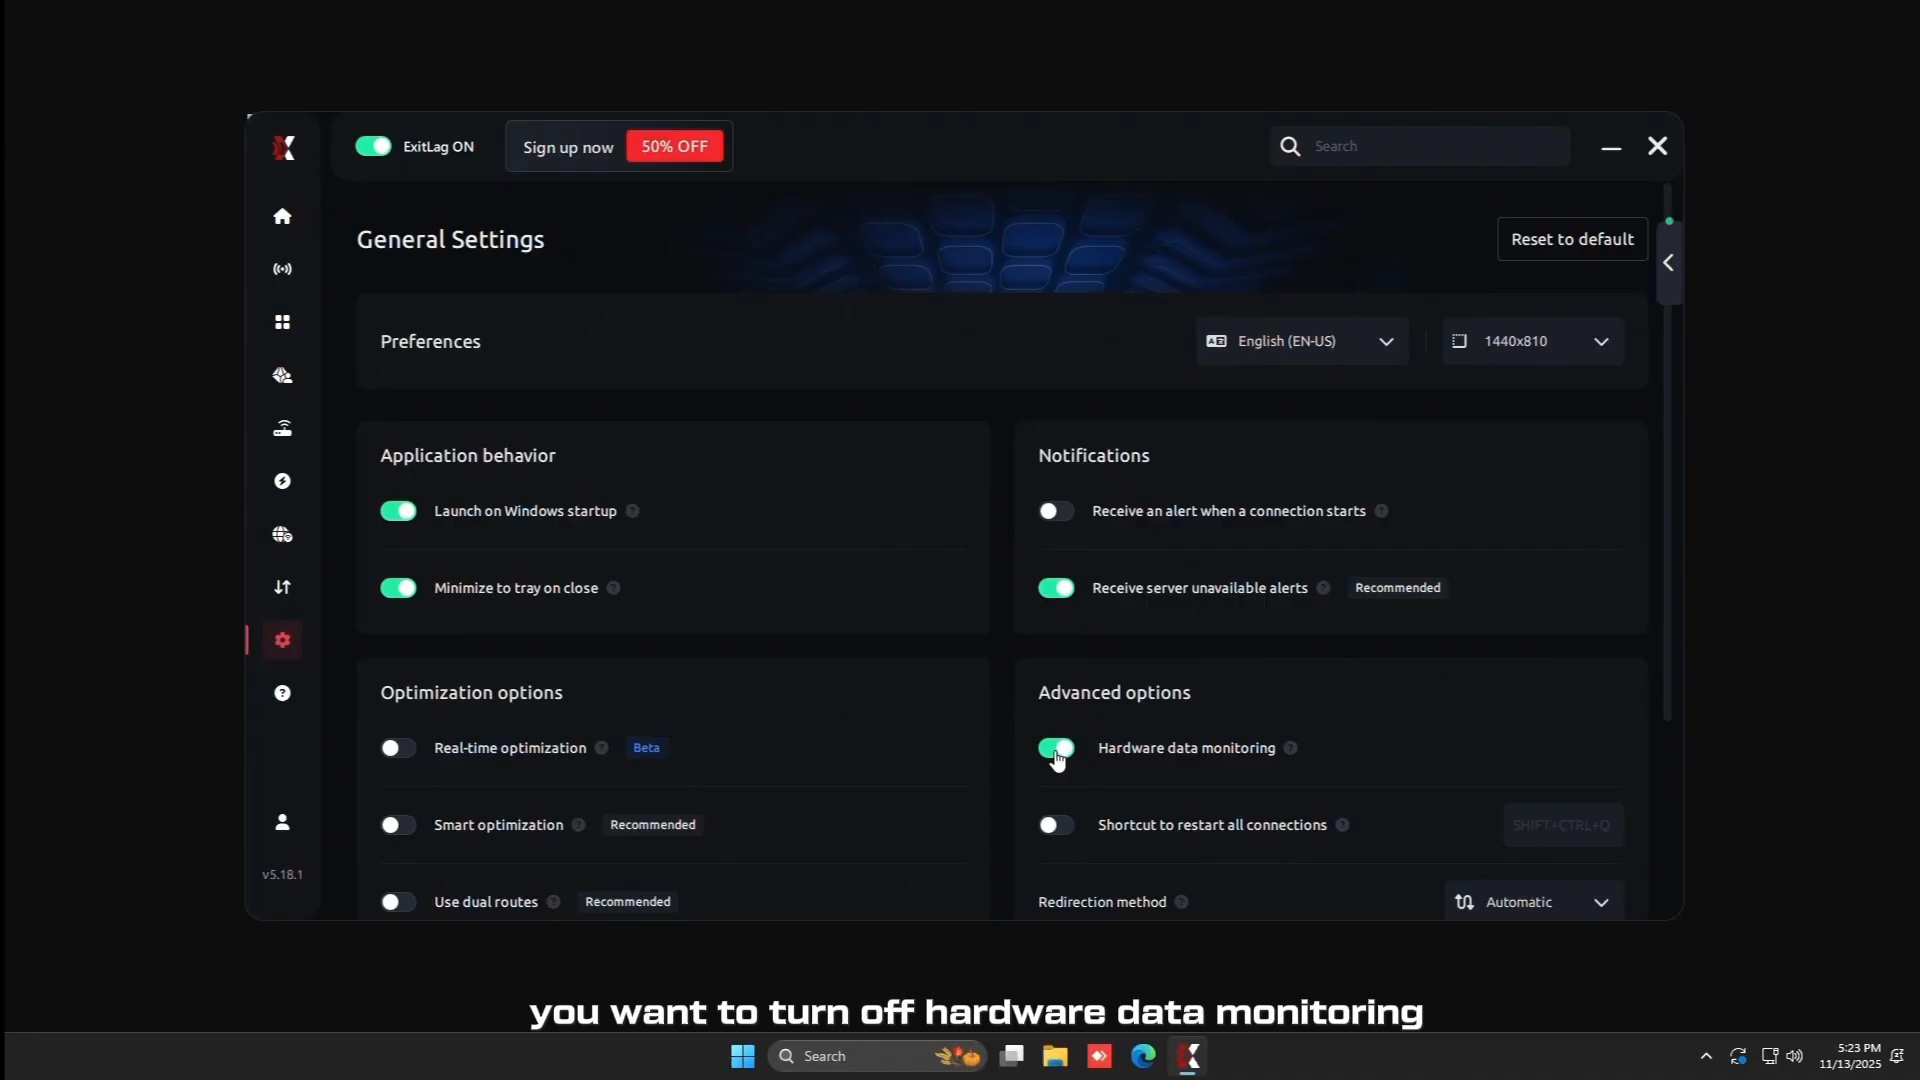 ExitLag ON
Sign up now 50% OFF
Search
General Settings
Reset to default
Preferences
English (EN-US)
1440x810
Application behavior
Launch on Windows startup
Minimize to tray on close
Notifications
Receive an alert when a connection starts
Receive server unavailable alerts Recommended
Optimization options
Real-time optimization Beta
Smart optimization Recommended
Use dual routes Recommended
Advanced options
Hardware data monitoring
Shortcut to restart all connections SHIFT+CTRL+Q
Redirection method Automatic
v5.18.1
you want to turn off hardware data monitoring
Search
5:23 PM
11/13/2025